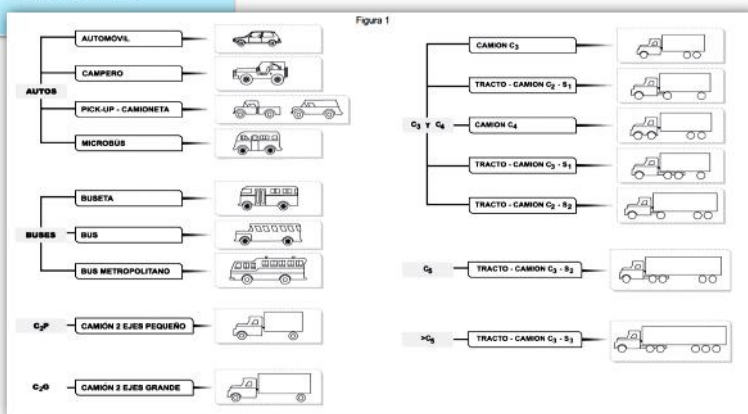 Figura 1
AUTOS
AUTOMÓVIL
CAMPERO
PICK-UP - CAMIONETA
MICROBÚS
BUSES
BUSETA
BUS
BUS METROPOLITANO
C₂P
CAMIÓN 2 EJES PEQUEÑO
C₂G
CAMIÓN 2 EJES GRANDE
C₃ Y C₄
CAMION C₃
TRACTO - CAMION C₂ - S₁
CAMION C₄
TRACTO - CAMION C₃ - S₁
TRACTO - CAMION C₂ - S₂
C₅
TRACTO - CAMION C₃ - S₂
>C₅
TRACTO - CAMION C₃ - S₃